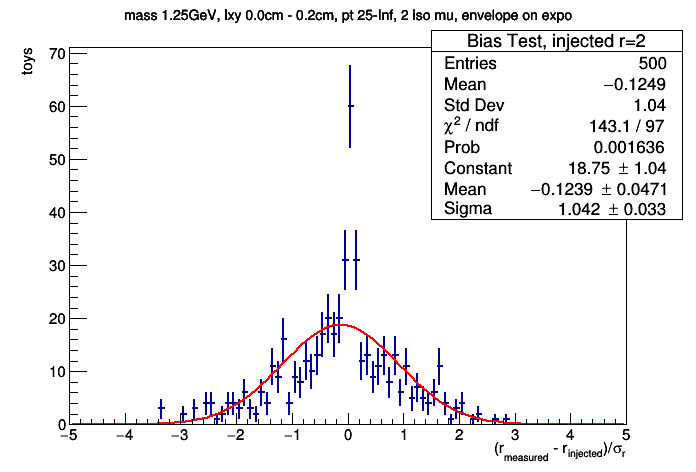 mass 1.25GeV, lxy 0.0cm - 0.2cm, pt 25-Inf, 2 Iso mu, envelope on expo
toys
70
60
50
40
30
20
10
0
Bias Test, injected r=2
Entries 500
Mean −0.1249
Std Dev 1.04
χ² / ndf 143.1 / 97
Prob 0.001636
Constant 18.75 ± 1.04
Mean −0.1239 ± 0.0471
Sigma 1.042 ± 0.033
−5 −4 −3 −2 −1 0 1 2 3 4 5
(r_measured - r_injected)/σ_r